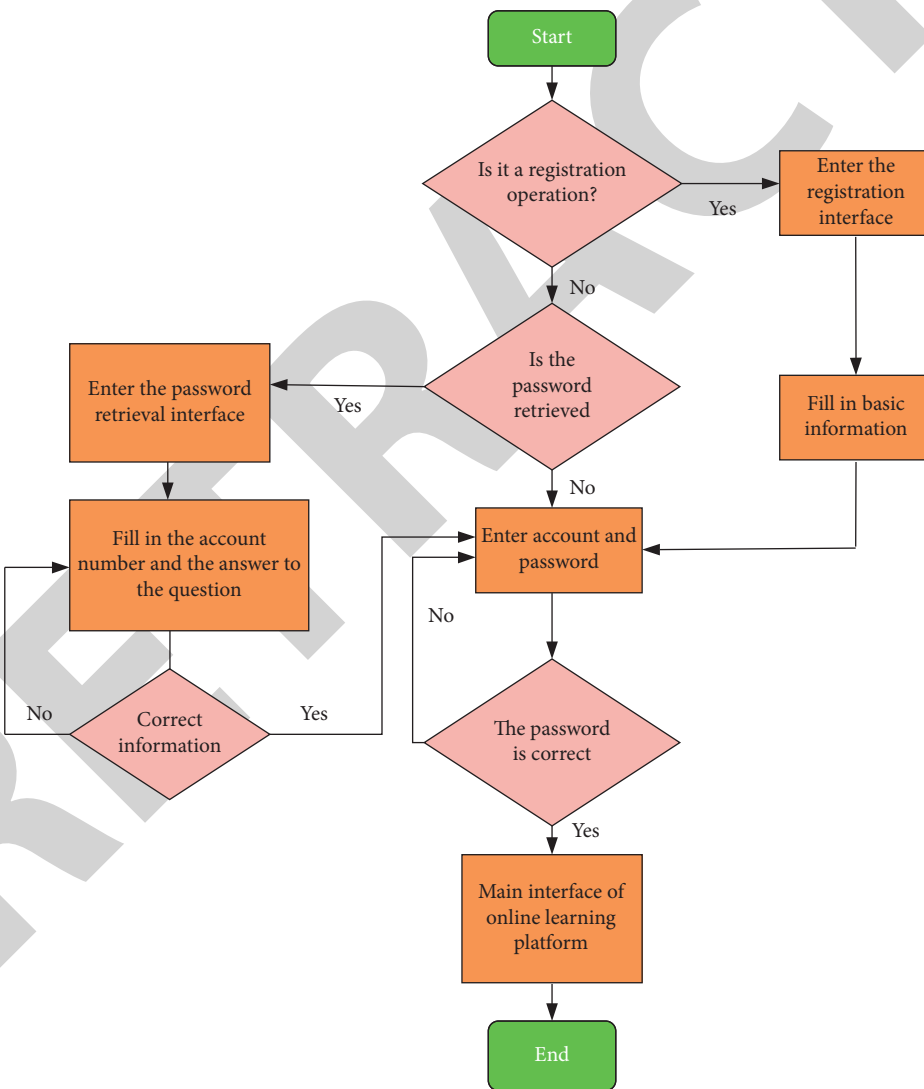 Start
Is it a registration
operation?
Yes
Enter the
registration
interface
No
Is the
password
retrieved
Yes
Enter the password
retrieval interface
Fill in basic
information
No
Enter account and
password
Fill in the account
number and the answer to
the question
No
No
Correct
information
Yes
The password
is correct
Yes
Main interface of
online learning
platform
End
RETRACT